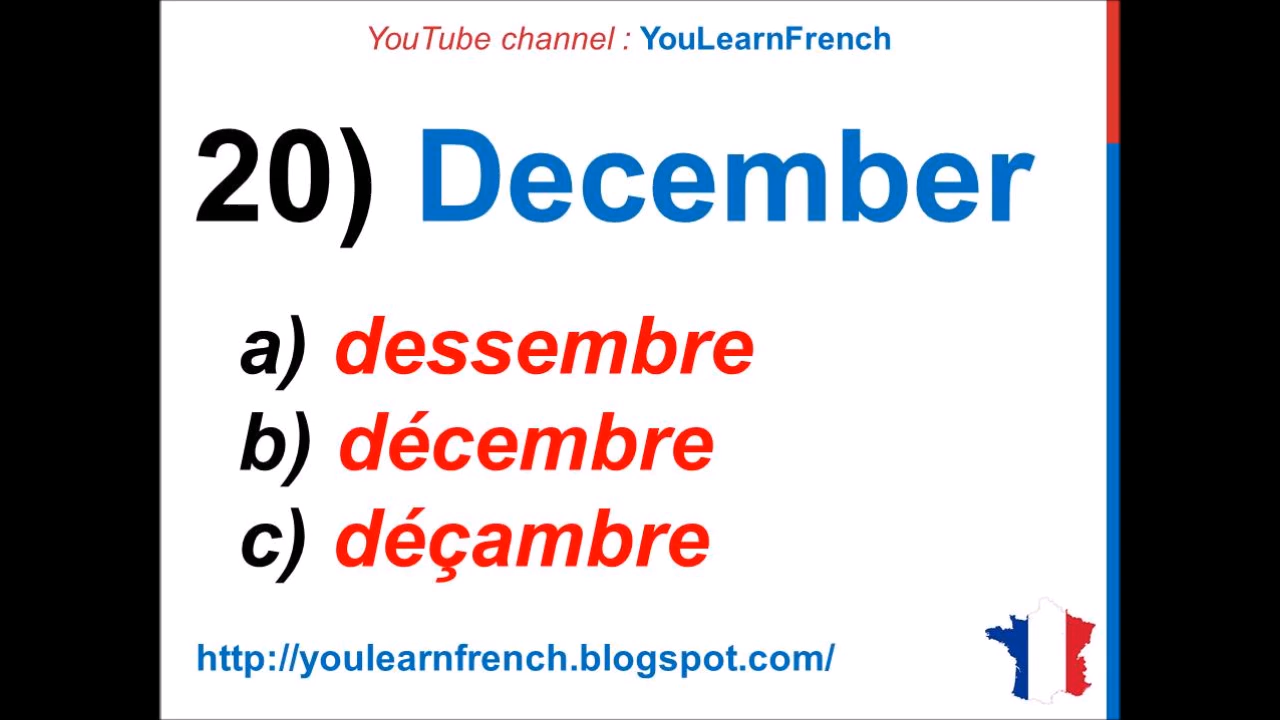 YouTube channel : YouLearnFrench
20) December
a) dessembre
b) décembre
c) déçambre
http://youlearnfrench.blogspot.com/